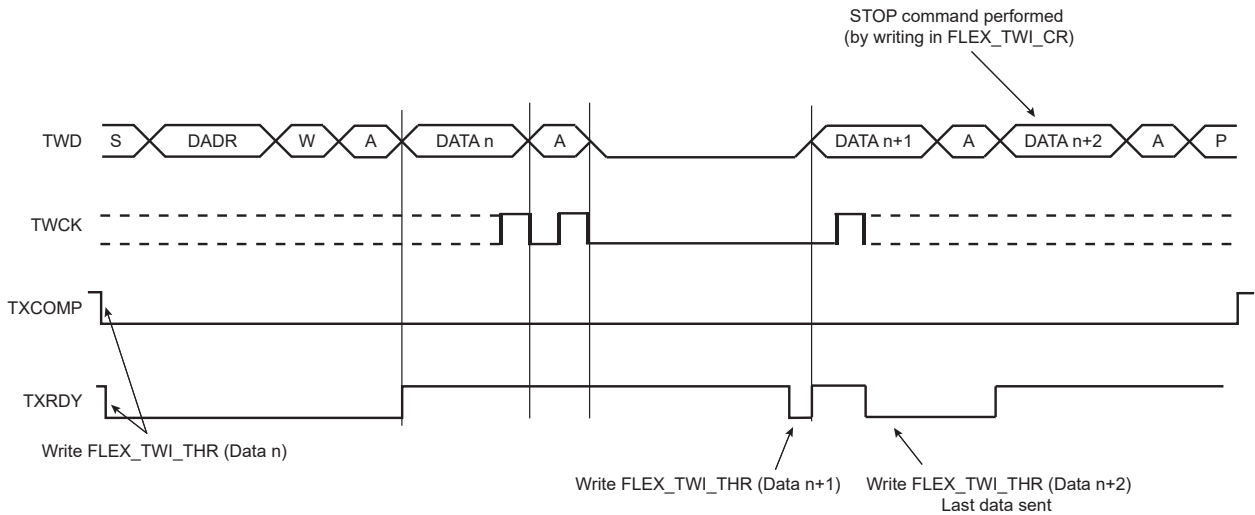 STOP command performed
(by writing in FLEX_TWI_CR)
TWD S DADR W A DATA n A DATA n+1 A DATA n+2 A P
TWCK
TXCOMP
TXRDY
Write FLEX_TWI_THR (Data n)
Write FLEX_TWI_THR (Data n+1) Write FLEX_TWI_THR (Data n+2)
Last data sent